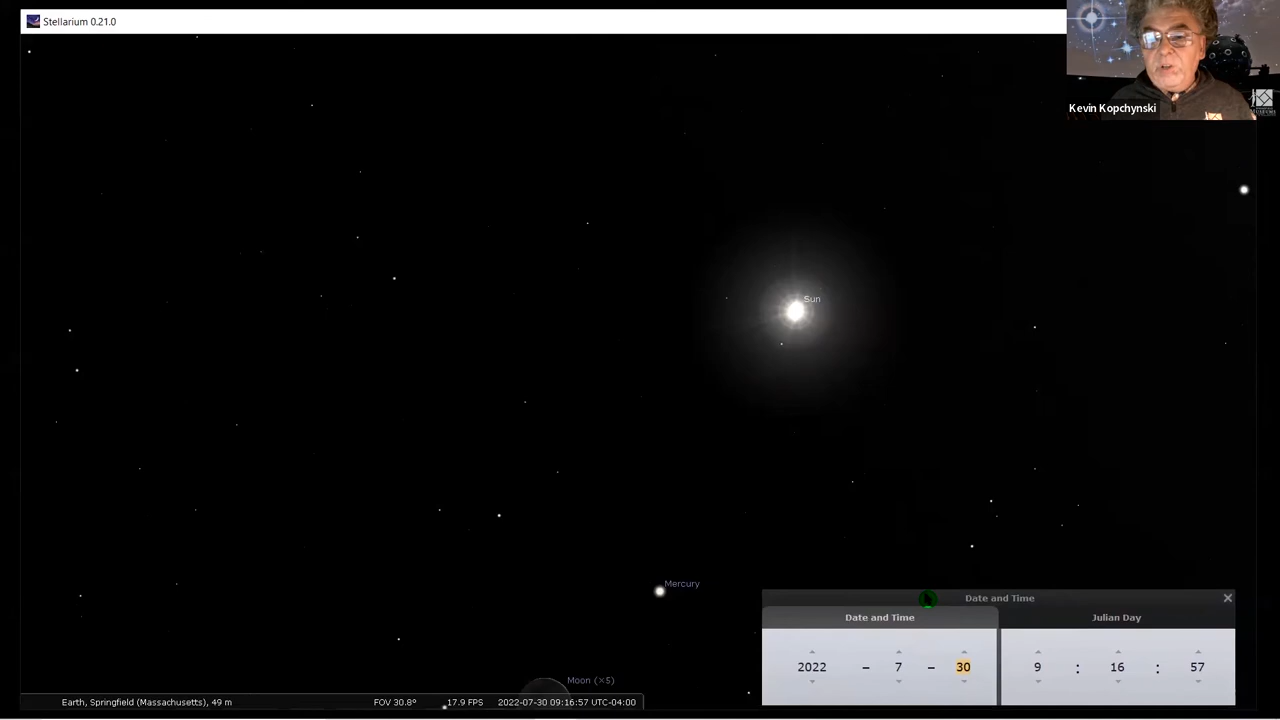 Stellarium 0.21.0
Kevin Kopchynski
Sun
Mercury
Moon (×5)
Date and Time
Date and Time
Julian Day
2022 – 7 – 30
9 : 16 : 57
Earth, Springfield (Massachusetts), 49 m
FOV 30.8°
17.9 FPS
2022-07-30 09:16:57 UTC-04:00